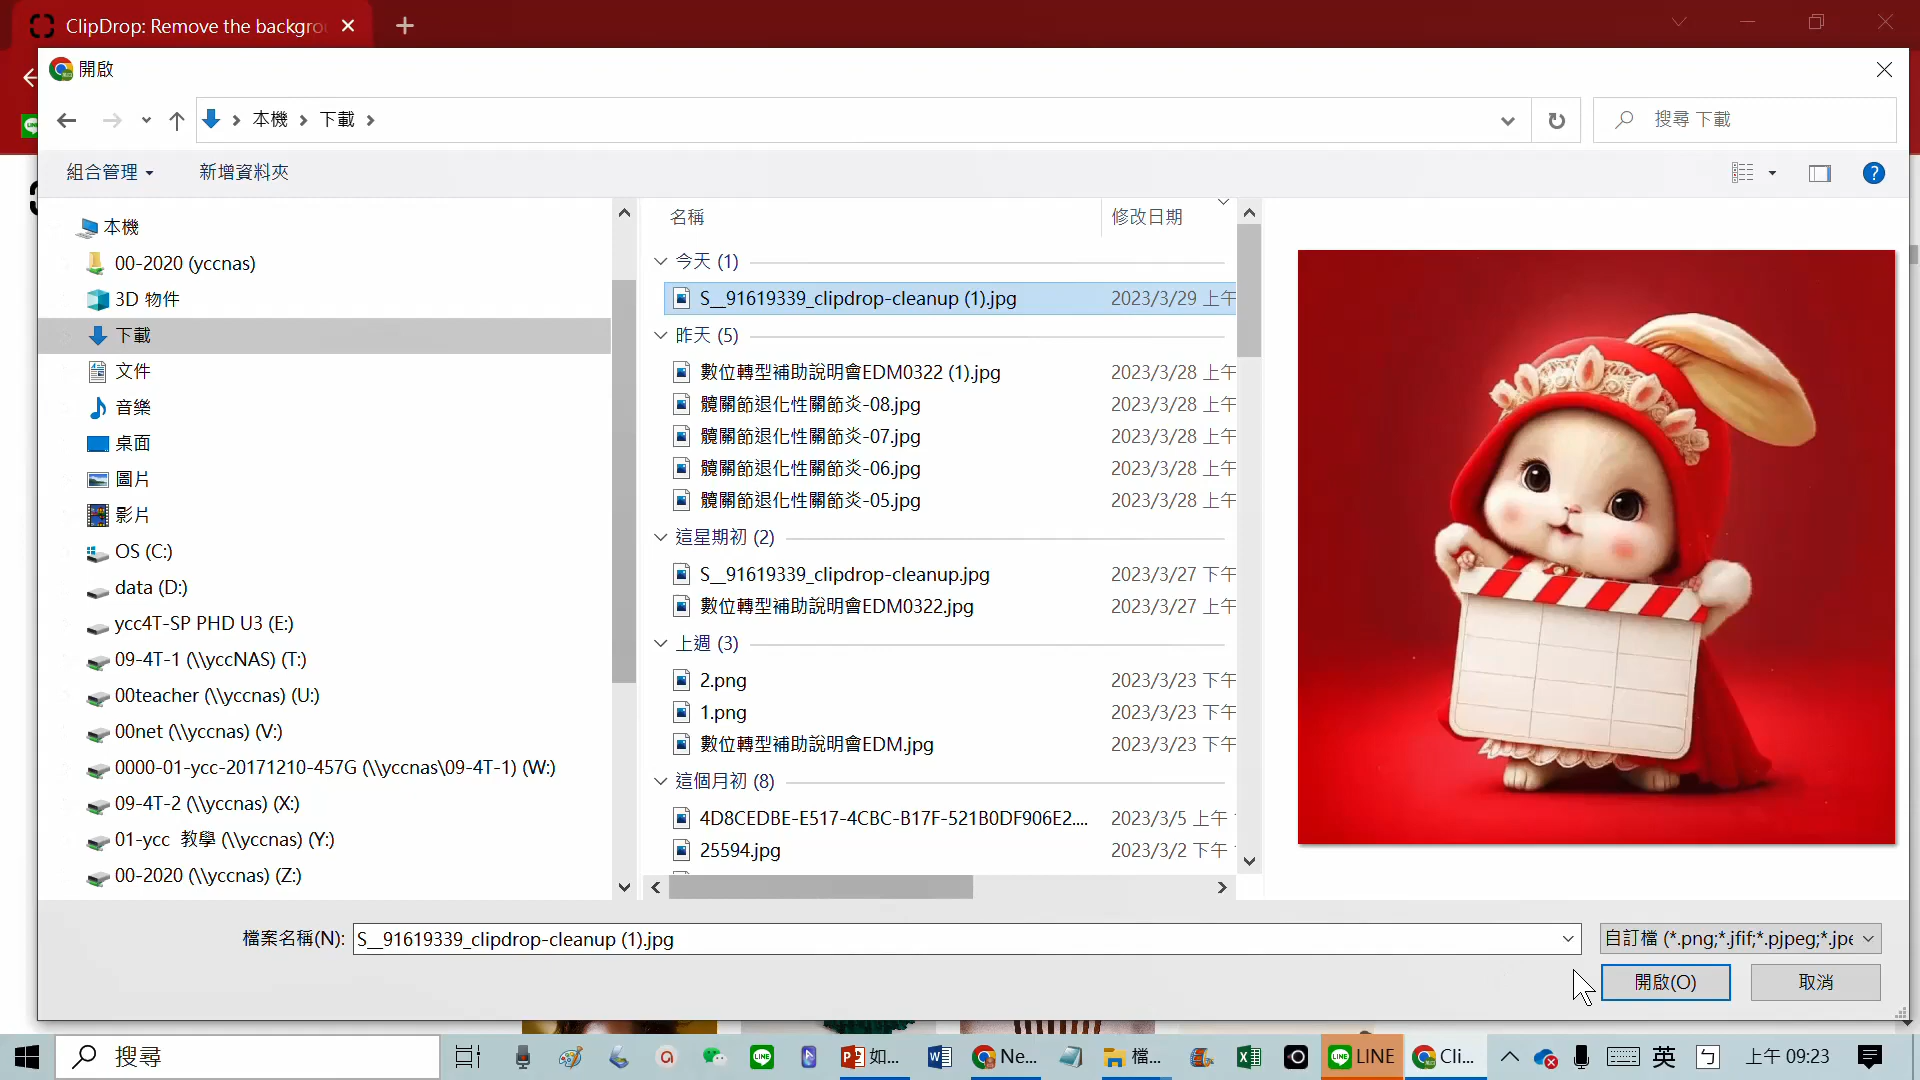 ClipDrop: Remove the backgro
開啟
本機
下載
搜尋 下載
組合管理
新增資料夾
本機
00-2020 (yccnas)
3D 物件
下載
文件
音樂
桌面
圖片
影片
OS (C:)
data (D:)
ycc4T-SP PHD U3 (E:)
09-4T-1 (\\yccNAS) (T:)
00teacher (\\yccnas) (U:)
00net (\\yccnas) (V:)
0000-01-ycc-20171210-457G (\\yccnas\09-4T-1) (W:)
09-4T-2 (\\yccnas) (X:)
01-ycc 教學 (\\yccnas) (Y:)
00-2020 (\\yccnas) (Z:)
名稱 修改日期
今天 (1)
S__91619339_clipdrop-cleanup (1).jpg 2023/3/29 上午
昨天 (5)
數位轉型補助說明會EDM0322 (1).jpg 2023/3/28 上午
髖關節退化性關節炎-08.jpg 2023/3/28 上午
髖關節退化性關節炎-07.jpg 2023/3/28 上午
髖關節退化性關節炎-06.jpg 2023/3/28 上午
髖關節退化性關節炎-05.jpg 2023/3/28 上午
這星期初 (2)
S__91619339_clipdrop-cleanup.jpg 2023/3/27 下午
數位轉型補助說明會EDM0322.jpg 2023/3/27 上午
上週 (3)
2.png 2023/3/23 下午
1.png 2023/3/23 下午
數位轉型補助說明會EDM.jpg 2023/3/23 下午
這個月初 (8)
4D8CEDBE-E517-4CBC-B17F-521B0DF906E2.... 2023/3/5 上午
25594.jpg 2023/3/2 下午
檔案名稱(N): S__91619339_clipdrop-cleanup (1).jpg
自訂檔 (*.png;*.jfif;*.pjpeg;*.jpe
開啟(O) 取消
搜尋
如...
Ne...
檔...
LINE
Cli...
英
ㄅ
上午 09:23